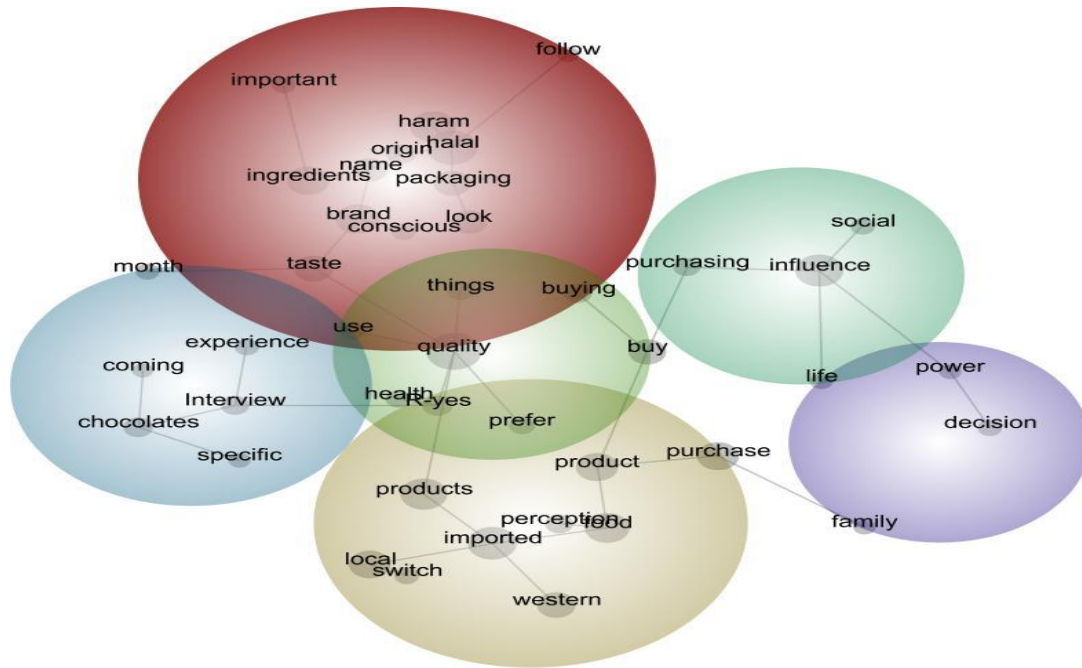 follow
important
haram
halal
origin
name
ingredients
packaging
brand
conscious
look
social
month
taste
purchasing
influence
things
buying
use
experience
quality
buy
coming
life
power
health
R-yes
Interview
chocolates
prefer
decision
specific
product
purchase
products
perception
food
family
imported
local
switch
western